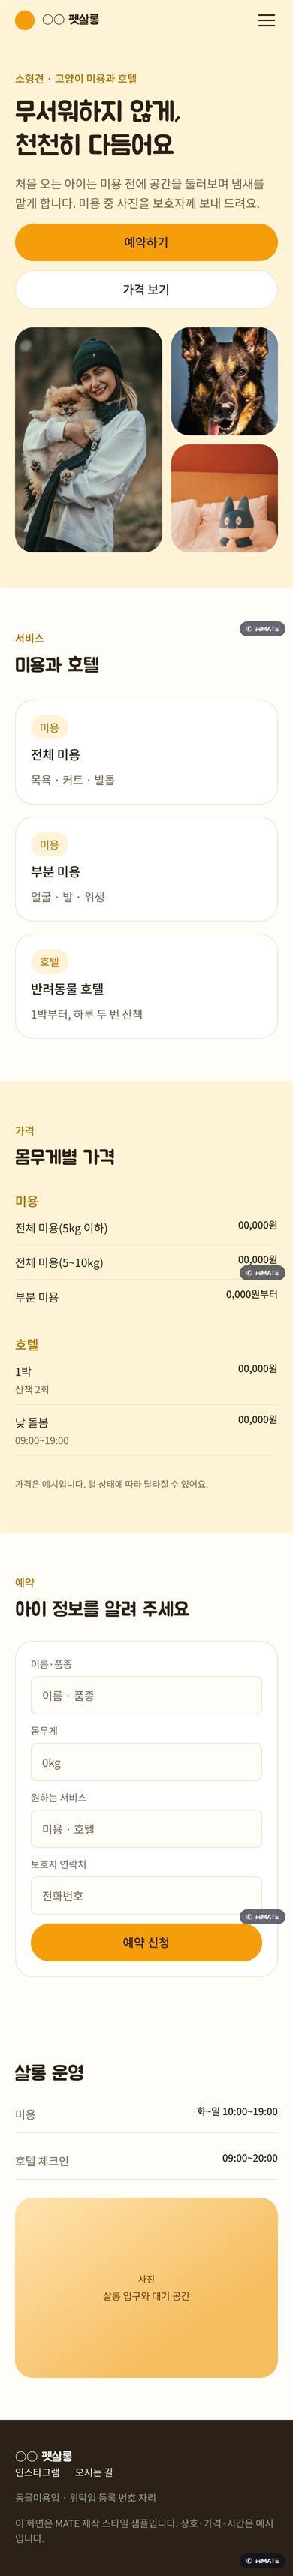 ○○ 펫살롱
소형견 · 고양이 미용과 호텔
무서워하지 않게,
천천히 다듬어요
처음 오는 아이는 미용 전에 공간을 둘러보며 냄새를
맡게 합니다. 미용 중 사진을 보호자께 보내 드려요.
예약하기
가격 보기
© MATE
서비스
미용과 호텔
미용
전체 미용
목욕 · 커트 · 발톱
미용
부분 미용
얼굴 · 발 · 위생
호텔
반려동물 호텔
1박부터, 하루 두 번 산책
가격
몸무게별 가격
미용
전체 미용(5kg 이하) 00,000원
전체 미용(5~10kg) 00,000원
© MATE
부분 미용 0,000원부터
호텔
1박 00,000원
산책 2회
낮 돌봄 00,000원
09:00~19:00
가격은 예시입니다. 털 상태에 따라 달라질 수 있어요.
예약
아이 정보를 알려 주세요
이름·품종
이름 · 품종
몸무게
0kg
원하는 서비스
미용 · 호텔
보호자 연락처
전화번호
© MATE
예약 신청
살롱 운영
미용 화~일 10:00~19:00
호텔 체크인 09:00~20:00
사진
살롱 입구와 대기 공간
○○ 펫살롱
인스타그램 오시는 길
동물미용업 · 위탁업 등록 번호 자리
이 화면은 MATE 제작 스타일 샘플입니다. 상호·가격·시간은 예시
입니다.
© MATE